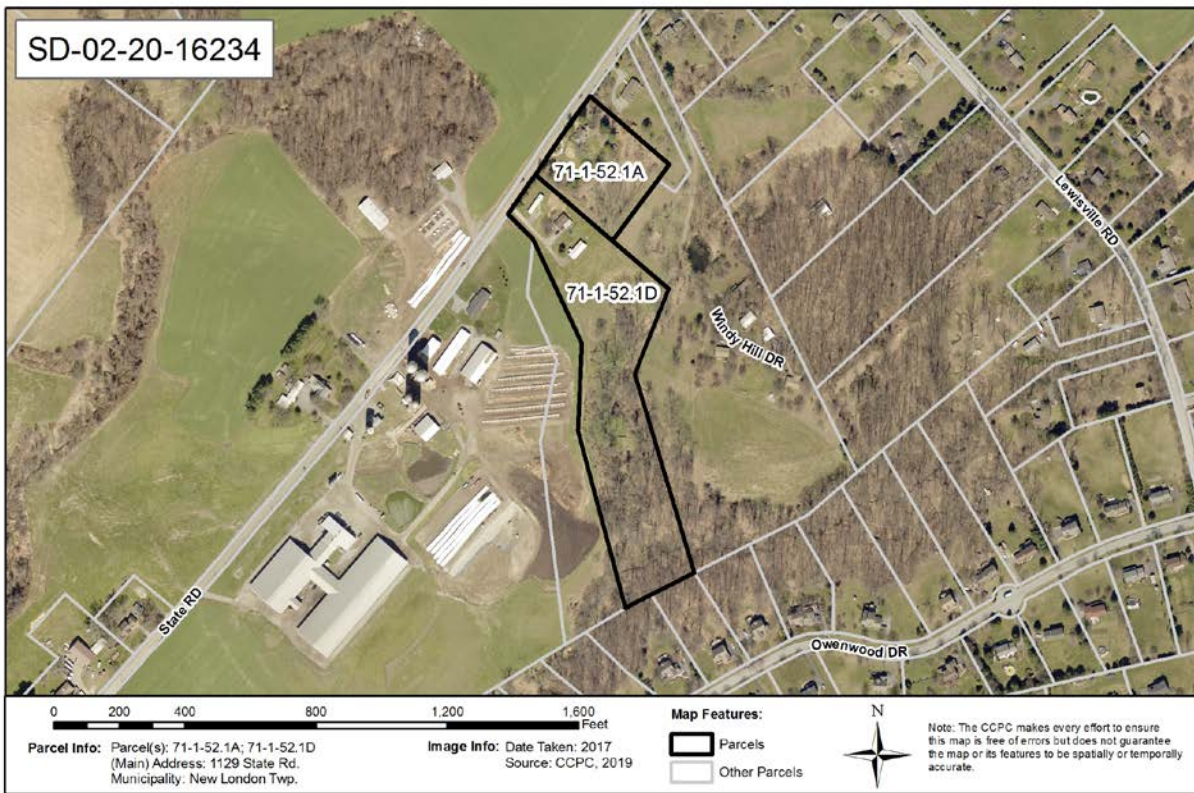 SD-02-20-16234
71-1-52.1A
71-1-52.1D
Windy Hill DR
Lewisville RD
State RD
Owenwood DR
0 200 400 800 1,200 1,600
Feet
Parcel Info: Parcel(s): 71-1-52.1A; 71-1-52.1D
(Main) Address: 1129 State Rd.
Municipality: New London Twp.
Image Info: Date Taken: 2017
Source: CCPC, 2019
Map Features:
Parcels
Other Parcels
N
Note: The CCPC makes every effort to ensure
this map is free of errors but does not guarantee
the map or its features to be spatially or temporally
accurate.